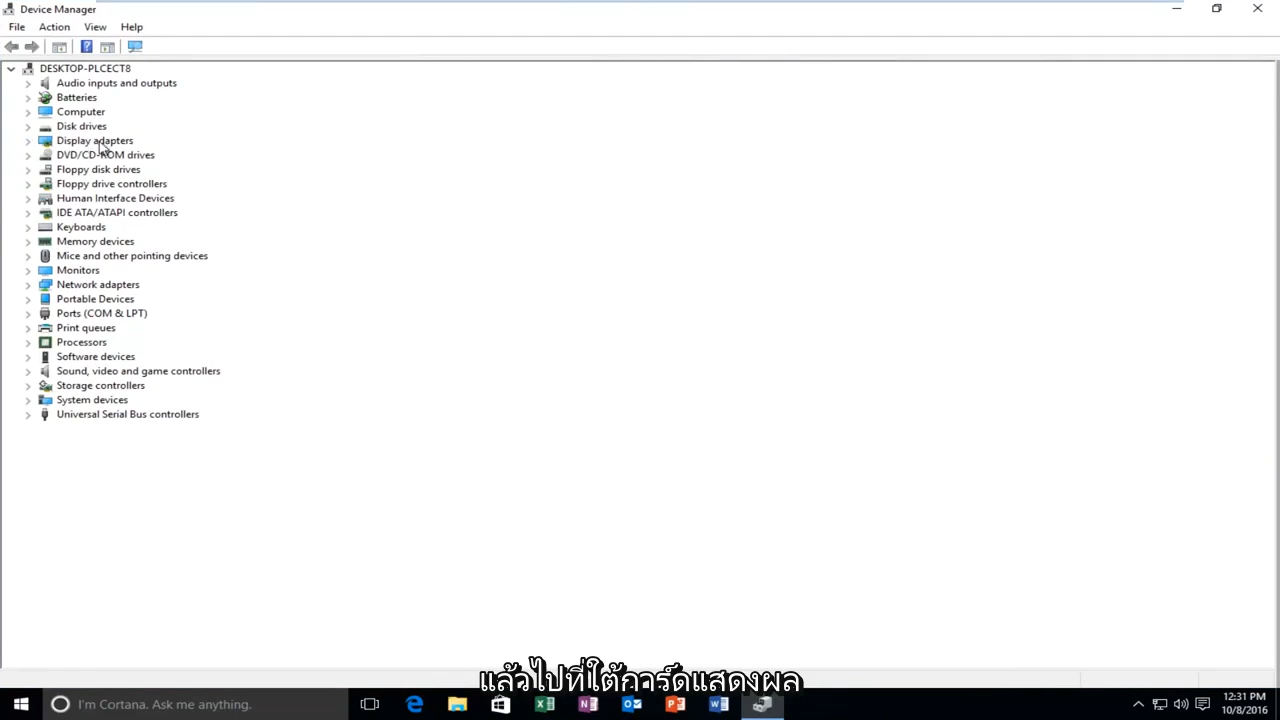 Device Manager
File Action View Help
DESKTOP-PLCECT8
Audio inputs and outputs
Batteries
Computer
Disk drives
Display adapters
DVD/CD-ROM drives
Floppy disk drives
Floppy drive controllers
Human Interface Devices
IDE ATA/ATAPI controllers
Keyboards
Memory devices
Mice and other pointing devices
Monitors
Network adapters
Portable Devices
Ports (COM & LPT)
Print queues
Processors
Software devices
Sound, video and game controllers
Storage controllers
System devices
Universal Serial Bus controllers
แล้วไปที่ใต้การ์ดแสดงผล
I'm Cortana. Ask me anything.
12:31 PM
10/8/2016